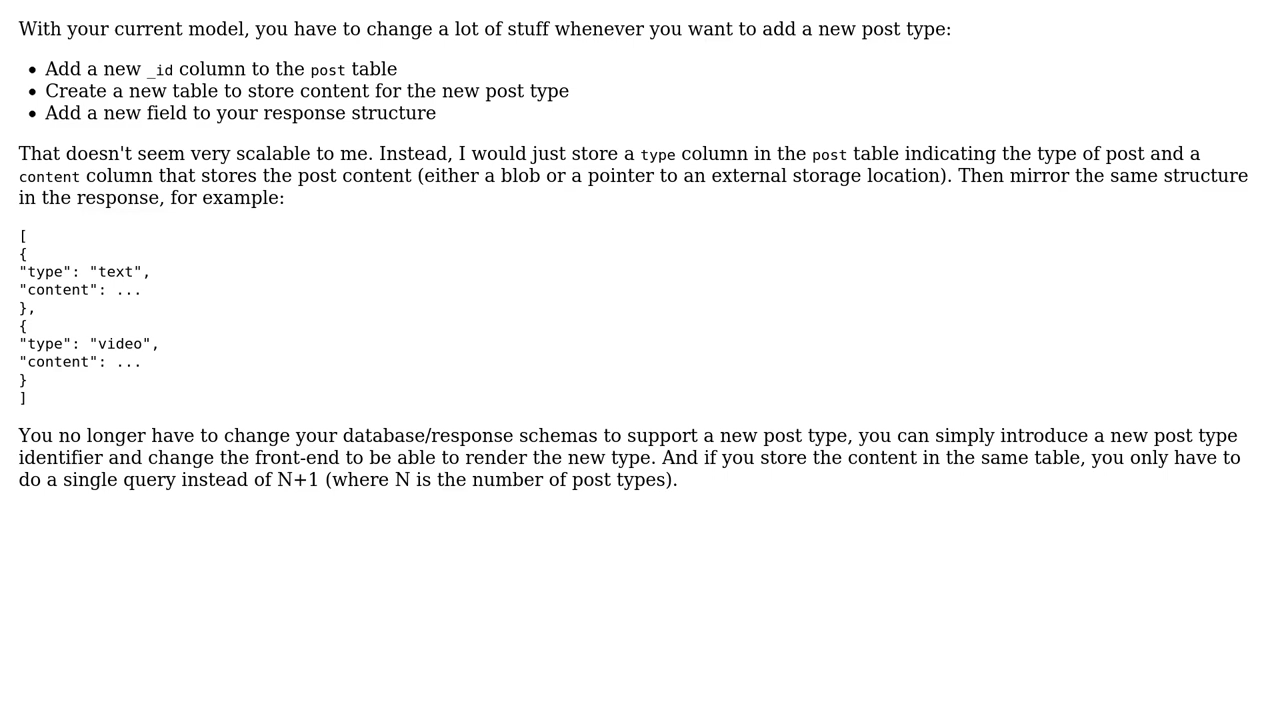 With your current model, you have to change a lot of stuff whenever you want to add a new post type:
• Add a new _id column to the post table
• Create a new table to store content for the new post type
• Add a new field to your response structure
That doesn't seem very scalable to me. Instead, I would just store a type column in the post table indicating the type of post and a
content column that stores the post content (either a blob or a pointer to an external storage location). Then mirror the same structure
in the response, for example:
[
{
"type": "text",
"content": ...
},
{
"type": "video",
"content": ...
}
]
You no longer have to change your database/response schemas to support a new post type, you can simply introduce a new post type
identifier and change the front-end to be able to render the new type. And if you store the content in the same table, you only have to
do a single query instead of N+1 (where N is the number of post types).